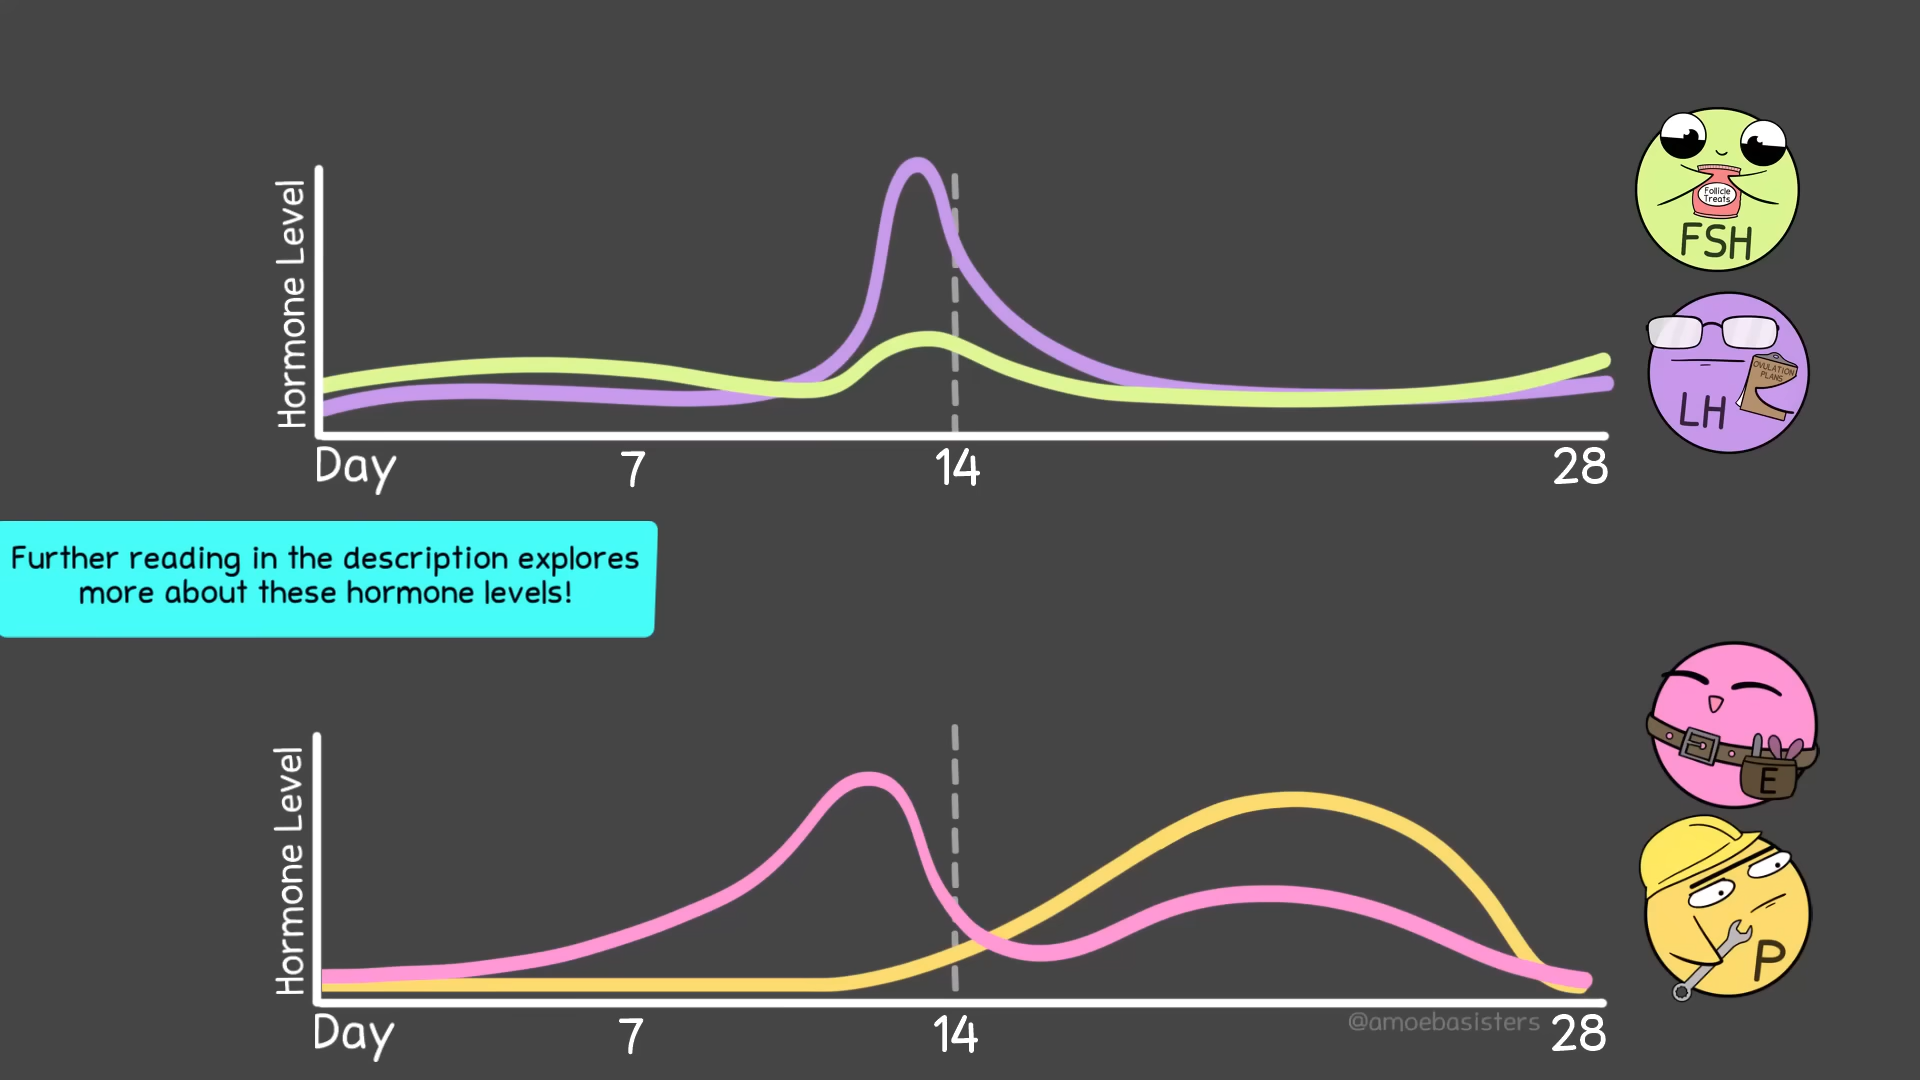 Hormone Level
Follicle
Treats
FSH
OVULATION
PLANS
LH
Day 7 14 28
Further reading in the description explores
more about these hormone levels!
Hormone Level
E
P
@amoebasisters
Day 7 14 28